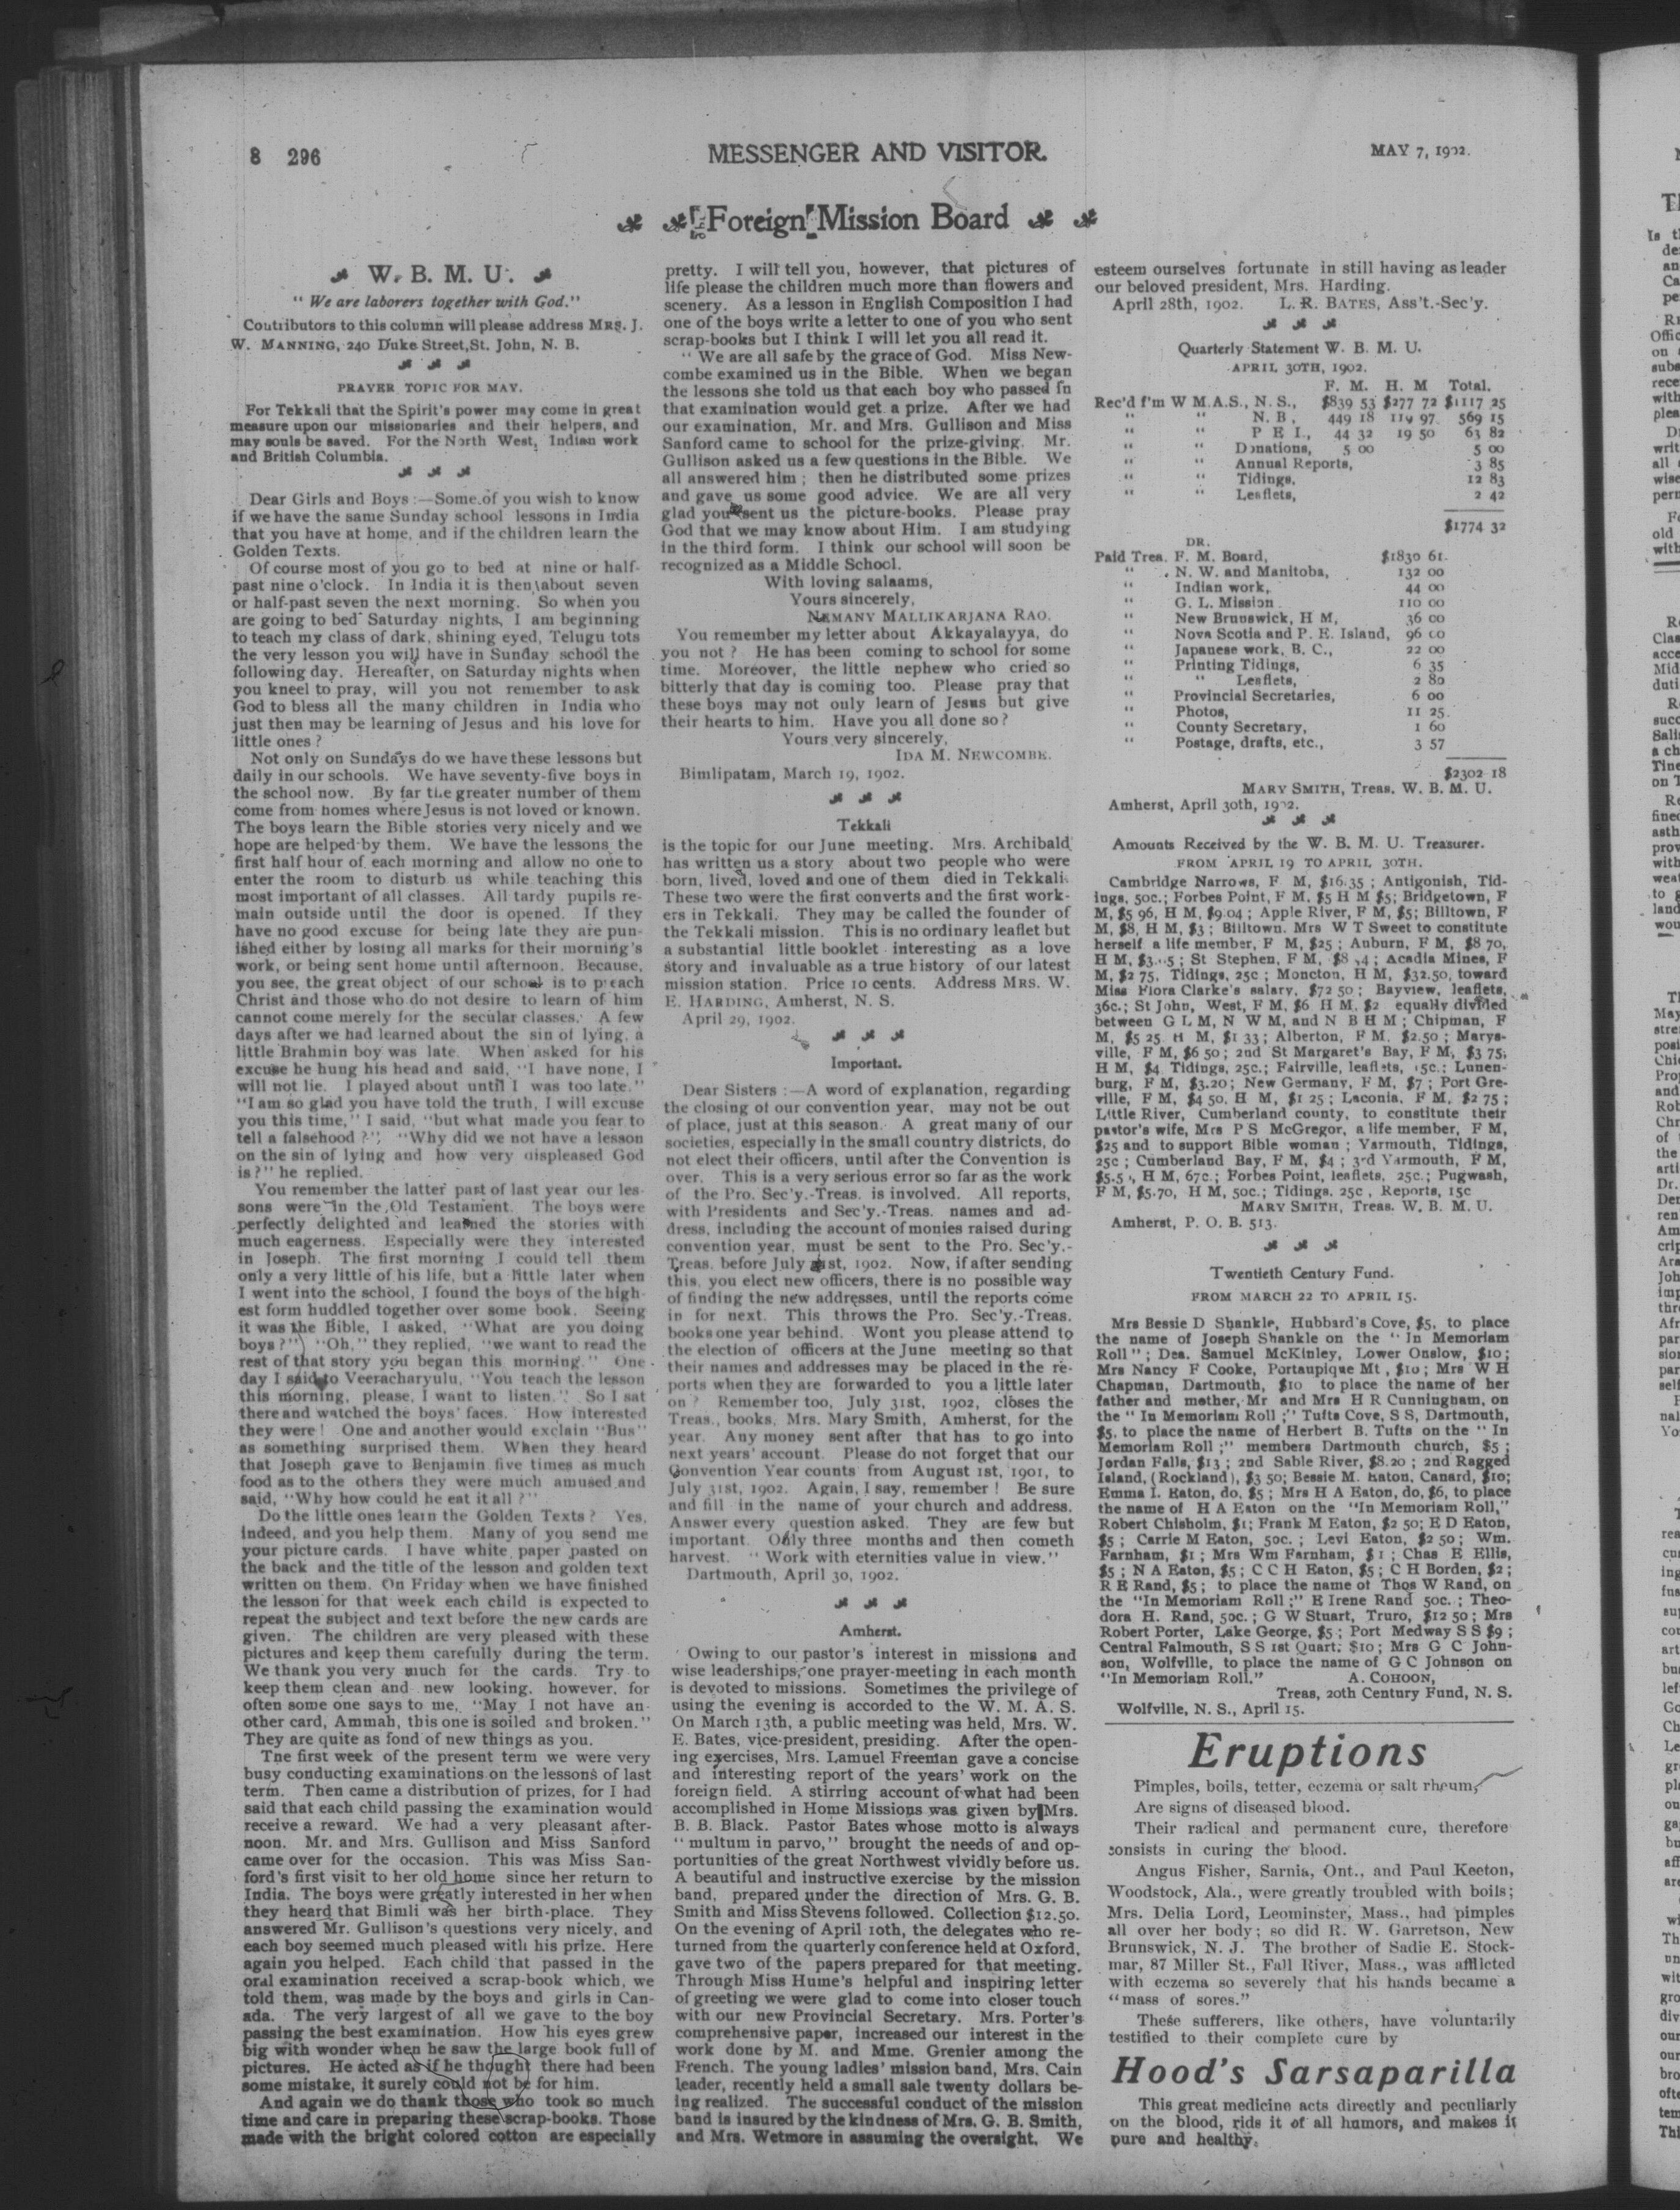 8 296
MESSENGER AND VISITOR.
MAY 7, 1902.
Foreign Mission Board
W. B. M. U.
" We are laborers together with God."
Coutributors to this column will please address MRS. J.
W. MANNING, 240 Duke Street, St. John, N. B.
PRAYER TOPIC FOR MAY.
For Tekkali that the Spirit's power may come in great
measure upon our missionaries and their helpers, and
may souls be saved. For the North West, Indian work
and British Columbia.
Dear Girls and Boys :—Some of you wish to know
if we have the same Sunday school lessons in India
that you have at home, and if the children learn the
Golden Texts.
Of course most of you go to bed at nine or half-
past nine o'clock. In India it is then about seven
or half-past seven the next morning. So when you
are going to bed Saturday nights, I am beginning
to teach my class of dark, shining eyed, Telugu tots
the very lesson you will have in Sunday school the
following day. Hereafter, on Saturday nights when
you kneel to pray, will you not remember to ask
God to bless all the many children in India who
just then may be learning of Jesus and his love for
little ones ?
Not only on Sundays do we have these lessons but
daily in our schools. We have seventy-five boys in
the school now. By far the greater number of them
come from homes where Jesus is not loved or known.
The boys learn the Bible stories very nicely and we
hope are helped by them. We have the lessons the
first half hour of each morning and allow no one to
enter the room to disturb us while teaching this
most important of all classes. All tardy pupils re-
main outside until the door is opened. If they
have no good excuse for being late they are pun-
ished either by losing all marks for their morning's
work, or being sent home until afternoon. Because,
you see, the great object of our school is to preach
Christ and those who do not desire to learn of him
cannot come merely for the secular classes. A few
days after we had learned about the sin of lying, a
little Brahmin boy was late. When asked for his
excuse he hung his head and said, "I have none, I
will not lie. I played about until I was too late."
"I am so glad you have told the truth, I will excuse
you this time," I said, "but what made you fear to
tell a falsehood ?" "Why did we not have a lesson
on the sin of lying and how very displeased God
is ?" he replied.
You remember the latter part of last year our les-
sons were in the Old Testament. The boys were
perfectly delighted and learned the stories with
much eagerness. Especially were they interested
in Joseph. The first morning I could tell them
only a very little of his life, but a little later when
I went into the school, I found the boys of the high-
est form huddled together over some book. Seeing
it was the Bible, I asked, "What are you doing
boys ?" "Oh," they replied, "we want to read the
rest of that story you began this morning." One
day I said to Veeracharyulu, "You teach the lesson
this morning, please, I want to listen." So I sat
there and watched the boys' faces. How interested
they were ! One and another would exclain "Bus"
as something surprised them. When they heard
that Joseph gave to Benjamin five times as much
food as to the others they were much amused and
said, "Why how could he eat it all ?"
Do the little ones learn the Golden Texts ? Yes,
indeed, and you help them. Many of you send me
your picture cards. I have white paper pasted on
the back and the title of the lesson and golden text
written on them. On Friday when we have finished
the lesson for that week each child is expected to
repeat the subject and text before the new cards are
given. The children are very pleased with these
pictures and keep them carefully during the term.
We thank you very much for the cards. Try to
keep them clean and new looking, however, for
often some one says to me, "May I not have an-
other card, Ammah, this one is soiled and broken."
They are quite as fond of new things as you.
The first week of the present term we were very
busy conducting examinations on the lessons of last
term. Then came a distribution of prizes, for I had
said that each child passing the examination would
receive a reward. We had a very pleasant after-
noon. Mr. and Mrs. Gullison and Miss Sanford
came over for the occasion. This was Miss San-
ford's first visit to her old home since her return to
India. The boys were greatly interested in her when
they heard that Bimli was her birth-place. They
answered Mr. Gullison's questions very nicely, and
each boy seemed much pleased with his prize. Here
again you helped. Each child that passed in the
oral examination received a scrap-book which, we
told them, was made by the boys and girls in Can-
ada. The very largest of all we gave to the boy
passing the best examination. How his eyes grew
big with wonder when he saw the large book full of
pictures. He acted as if he thought there had been
some mistake, it surely could not be for him.
And again we do thank those who took so much
time and care in preparing these scrap-books. Those
made with the bright colored cotton are especially
pretty. I will tell you, however, that pictures of
life please the children much more than flowers and
scenery. As a lesson in English Composition I had
one of the boys write a letter to one of you who sent
scrap-books but I think I will let you all read it.
" We are all safe by the grace of God. Miss New-
combe examined us in the Bible. When we began
the lessons she told us that each boy who passed in
that examination would get a prize. After we had
our examination, Mr. and Mrs. Gullison and Miss
Sanford came to school for the prize-giving. Mr.
Gullison asked us a few questions in the Bible. We
all answered him ; then he distributed some prizes
and gave us some good advice. We are all very
glad you sent us the picture-books. Please pray
God that we may know about Him. I am studying
in the third form. I think our school will soon be
recognized as a Middle School.
With loving salaams,
Yours sincerely,
NEMANY MALLIKARJANA RAO.
You remember my letter about Akkayalayya, do
you not ? He has been coming to school for some
time. Moreover, the little nephew who cried so
bitterly that day is coming too. Please pray that
these boys may not only learn of Jesus but give
their hearts to him. Have you all done so ?
Yours very sincerely,
IDA M. NEWCOMBE.
Bimlipatam, March 19, 1902.
Tekkali
is the topic for our June meeting. Mrs. Archibald
has written us a story about two people who were
born, lived, loved and one of them died in Tekkali.
These two were the first converts and the first work-
ers in Tekkali. They may be called the founder of
the Tekkali mission. This is no ordinary leaflet but
a substantial little booklet interesting as a love
story and invaluable as a true history of our latest
mission station. Price 10 cents. Address MRS. W.
E. HARDING, Amherst, N. S.
April 29, 1902.
Important.
Dear Sisters :—A word of explanation, regarding
the closing of our convention year, may not be out
of place, just at this season. A great many of our
societies, especially in the small country districts, do
not elect their officers, until after the Convention is
over. This is a very serious error so far as the work
of the Pro. Sec'y.-Treas. is involved. All reports,
with Presidents and Sec'y.-Treas. names and ad-
dress, including the account of monies raised during
convention year, must be sent to the Pro. Sec'y.-
Treas. before July st, 1902. Now, if after sending
this, you elect new officers, there is no possible way
of finding the new addresses, until the reports come
in for next. This throws the Pro. Sec'y.-Treas.
books one year behind. Wont you please attend to
the election of officers at the June meeting so that
their names and addresses may be placed in the re-
ports when they are forwarded to you a little later
on ? Remember too, July 31st, 1902, closes the
Treas., books, Mrs. Mary Smith, Amherst, for the
year. Any money sent after that has to go into
next years' account. Please do not forget that our
Convention Year counts from August 1st, 1901, to
July 31st, 1902. Again, I say, remember ! Be sure
and fill in the name of your church and address.
Answer every question asked. They are few but
important. Only three months and then cometh
harvest. " Work with eternities value in view."
Dartmouth, April 30, 1902.
Amherst.
Owing to our pastor's interest in missions and
wise leaderships, one prayer-meeting in each month
is devoted to missions. Sometimes the privilege of
using the evening is accorded to the W. M. A. S.
On March 13th, a public meeting was held, Mrs. W.
E. Bates, vice-president, presiding. After the open-
ing exercises, Mrs. Lamuel Freeman gave a concise
and interesting report of the years' work on the
foreign field. A stirring account of what had been
accomplished in Home Missions was given by Mrs.
B. B. Black. Pastor Bates whose motto is always
" multum in parvo," brought the needs of and op-
portunities of the great Northwest vividly before us.
A beautiful and instructive exercise by the mission
band, prepared under the direction of Mrs. G. B.
Smith and Miss Stevens followed. Collection $12.50.
On the evening of April 10th, the delegates who re-
turned from the quarterly conference held at Oxford,
gave two of the papers prepared for that meeting.
Through Miss Hume's helpful and inspiring letter
of greeting we were glad to come into closer touch
with our new Provincial Secretary. Mrs. Porter's
comprehensive paper, increased our interest in the
work done by M. and Mme. Grenier among the
French. The young ladies' mission band, Mrs. Cain
leader, recently held a small sale twenty dollars be-
ing realized. The successful conduct of the mission
band is insured by the kindness of Mrs. G. B. Smith,
and Mrs. Wetmore in assuming the oversight. We
esteem ourselves fortunate in still having as leader
our beloved president, Mrs. Harding.
April 28th, 1902. L. R. BATES, Ass't.-Sec'y.
Quarterly Statement W. B. M. U.
APRIL 30TH, 1902.
F. M. H. M Total.
Rec'd f'm W M.A.S., N. S., $839 53 $277 72 $1117 25
" " N. B, 449 18 119 97 569 15
" " P E I., 44 32 19 50 63 82
" " Donations, 5 00 5 00
" " Annual Reports, 3 85
" " Tidings, 12 83
" " Leaflets, 2 42
$1774 32
DR.
Paid Trea. F. M. Board, $1830 61
" N. W. and Manitoba, 132 00
" Indian work, 44 00
" G. L. Mission 110 00
" New Brunswick, H M, 36 00
" Nova Scotia and P. E. Island, 96 00
" Japanese work, B. C., 22 00
" Printing Tidings, 6 35
" " Leaflets, 2 80
" Provincial Secretaries, 6 00
" Photos, 11 25
" County Secretary, 1 60
" Postage, drafts, etc., 3 57
$2302 18
MARY SMITH, Treas. W. B. M. U.
Amherst, April 30th, 1902.
Amounts Received by the W. B. M. U. Treasurer.
FROM APRIL 19 TO APRIL 30TH.
Cambridge Narrows, F M, $16.35 ; Antigonish, Tid-
ings, 50c.; Forbes Point, F M, $5 H M $5; Bridgetown, F
M, $5 96, H M, $9.04 ; Apple River, F M, $5; Billtown, F
M, $8, H M, $3 ; Billtown, Mrs W T Sweet to constitute
herself a life member, F M, $25 ; Auburn, F M, $8 70,
H M, ; St Stephen, F M, ; Acadia Mines, F
M, $2 75, Tidings, 25c ; Moncton, H M, $32.50, toward
Miss Flora Clarke's salary, $72 50 ; Bayview, leaflets,
36c.; St John, West, F M, $6 H M, $2 equally divided
between G L M, N W M, and N B H M ; Chipman, F
M, $5 25 H M, $1 33 ; Alberton, F M, $2.50 ; Marys-
ville, F M, $6 50 ; 2nd St Margaret's Bay, F M, $3 75,
H M, $4 Tidings, 25c.; Fairville, leaflets, 15c.; Lunen-
burg, F M, $3.20; New Germany, F M, $7 ; Port Gre-
ville, F M, $4 50, H M, $1 25 ; Laconia, F M, $2 75 ;
Little River, Cumberland county, to constitute their
pastor's wife, Mrs P S McGregor, a life member, F M,
$25 and to support Bible woman ; Yarmouth, Tidings,
25c ; Cumberland Bay, F M, $4 ; 3rd Yarmouth, F M,
H M, 67c.; Forbes Point, leaflets, 25c.; Pugwash,
F M, $5.70, H M, 50c.; Tidings, 25c , Reports, 15c
MARY SMITH, Treas. W. B. M. U.
Amherst, P. O. B. 513.
Twentieth Century Fund.
FROM MARCH 22 TO APRIL 15.
Mrs Bessie D Shankle, Hubbard's Cove, $5, to place
the name of Joseph Shankle on the " In Memoriam
Roll " ; Dea. Samuel McKinley, Lower Onslow, $10;
Mrs Nancy F Cooke, Portaupique Mt , $10 ; Mrs W H
Chapman, Dartmouth, $10 to place the name of her
father and mother, Mr and Mrs H R Cunningham, on
the " In Memoriam Roll ;" Tufts Cove, S S, Dartmouth,
$5, to place the name of Herbert B. Tufts on the " In
Memoriam Roll ;" members Dartmouth church, $5 ;
Jordan Falls, $13 ; 2nd Sable River, $8.20 ; 2nd Ragged
Island, (Rockland), $3 50; Bessie M. Eaton, Canard, $10;
Emma I. Eaton, do, $5 ; Mrs H A Eaton, do, $6, to place
the name of H A Eaton on the "In Memoriam Roll,"
Robert Chisholm, $1; Frank M Eaton, $2 50; E D Eaton,
$5 ; Carrie M Eaton, 50c. ; Levi Eaton, $2 50 ; Wm.
Farnham, $1 ; Mrs Wm Farnham, $1 ; Chas E Ellis,
$5 ; N A Eaton, $5 ; C C H Eaton, $5 ; C H Borden, $2 ;
R E Rand, $5 ; to place the name of Thos W Rand, on
the "In Memoriam Roll ;" E Irene Rand 50c. ; Theo-
dora H. Rand, 50c. ; G W Stuart, Truro, $12 50 ; Mrs
Robert Porter, Lake George, $5 ; Port Medway S S $9 ;
Central Falmouth, S S 1st Quart; $10 ; Mrs G C John-
son, Wolfville, to place the name of G C Johnson on
"In Memoriam Roll." A. COHOON,
Treas, 20th Century Fund, N. S.
Wolfville, N. S., April 15.
Eruptions
Pimples, boils, tetter, eczema or salt rheum,
Are signs of diseased blood.
Their radical and permanent cure, therefore
consists in curing the blood.
Angus Fisher, Sarnia, Ont., and Paul Keeton,
Woodstock, Ala., were greatly troubled with boils;
Mrs. Delia Lord, Leominster, Mass., had pimples
all over her body; so did R. W. Garretson, New
Brunswick, N. J. The brother of Sadie E. Stock-
mar, 87 Miller St., Fall River, Mass., was afflicted
with eczema so severely that his hands became a
"mass of sores."
These sufferers, like others, have voluntarily
testified to their complete cure by
Hood's Sarsaparilla
This great medicine acts directly and peculiarly
on the blood, rids it of all humors, and makes it
pure and healthy.